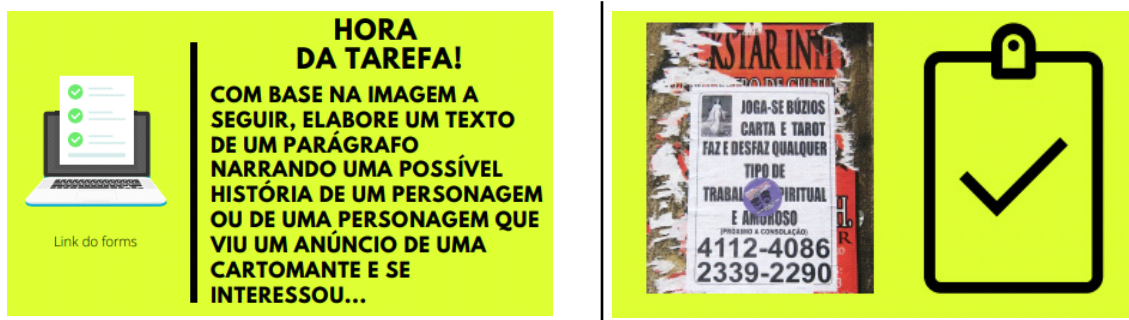 HORA
DA TAREFA!
COM BASE NA IMAGEM A
SEGUIR, ELABORE UM TEXTO
DE UM PARÁGRAFO
NARRANDO UMA POSSÍVEL
HISTÓRIA DE UM PERSONAGEM
OU DE UMA PERSONAGEM QUE
VIU UM ANÚNCIO DE UMA
CARTOMANTE E SE
INTERESSOU...
Link do forms
JOGA-SE BÚZIOS
CARTA E TAROT
FAZ E DESFAZ QUALQUER
TIPO DE
E AMOROSO
(PRÓXIMO A CONSOLAÇÃO)
4112-4086
2339-2290